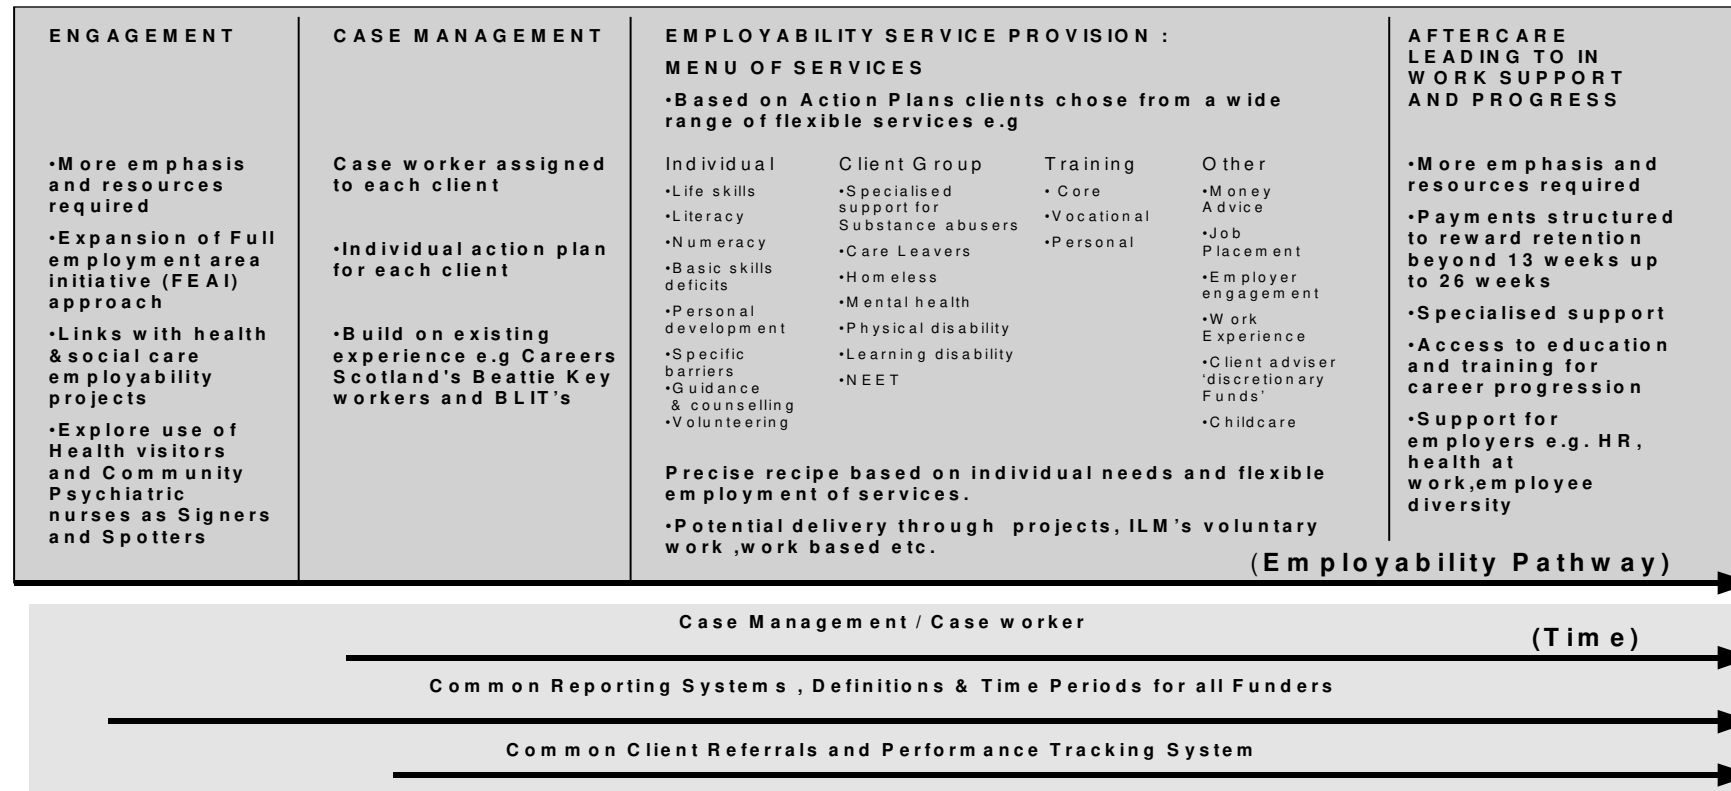 ENGAGEMENT
•More emphasis
and resources
required
•Expansion of Full
employment area
initiative (FEAI)
approach
•Links with health
&social care
employability
projects
•Explore use of
Health visitors
and Community
Psychiatric
nurses as Signers
and Spotters
CASE MANAGEMENT
Case worker assigned
to each client
•Individual action plan
for each client
•Build on existing
experience e.g Careers
Scotland's Beattie Key
workers and BLIT’s
EMPLOYABILITY SERVICE PROVISION :
MENU OF SERVICES
•Based on Action Plans clients chose from a wide
range of flexible services e.g
Individual
•Life skills
•Literacy
•Numeracy
•Basic skills
deficits
•Personal
development
•Specific
barriers
•Guidance
& counselling
•Volunteering
Client Group
•Specialised
support for
Substance abusers
•Care Leavers
•Homeless
•Mental health
•Physical disability
•Learning disability
•NEET
Training
• Core
•Vocational
•Personal
Other
•Money
Advice
•Job
Placement
•Employer
engagement
•Work
Experience
•Client adviser
‘discretionary
Funds’
•Childcare
Precise recipe based on individual needs and flexible
employment of services.
•Potential delivery through projects, ILM’s voluntary
work ,work based etc.
AFTERCARE
LEADING TO IN
WORK SUPPORT
AND PROGRESS
•More emphasis and
resources required
•Payments structured
to reward retention
beyond 13 weeks up
to 26 weeks
•Specialised support
•Access to education
and training for
career progression
•Support for
employers e.g. HR,
health at
work,employee
diversity
(Employability Pathway)
Case Management / Case worker
(Time)
Common Reporting Systems , Definitions & Time Periods for all Funders
Common Client Referrals and Performance Tracking System